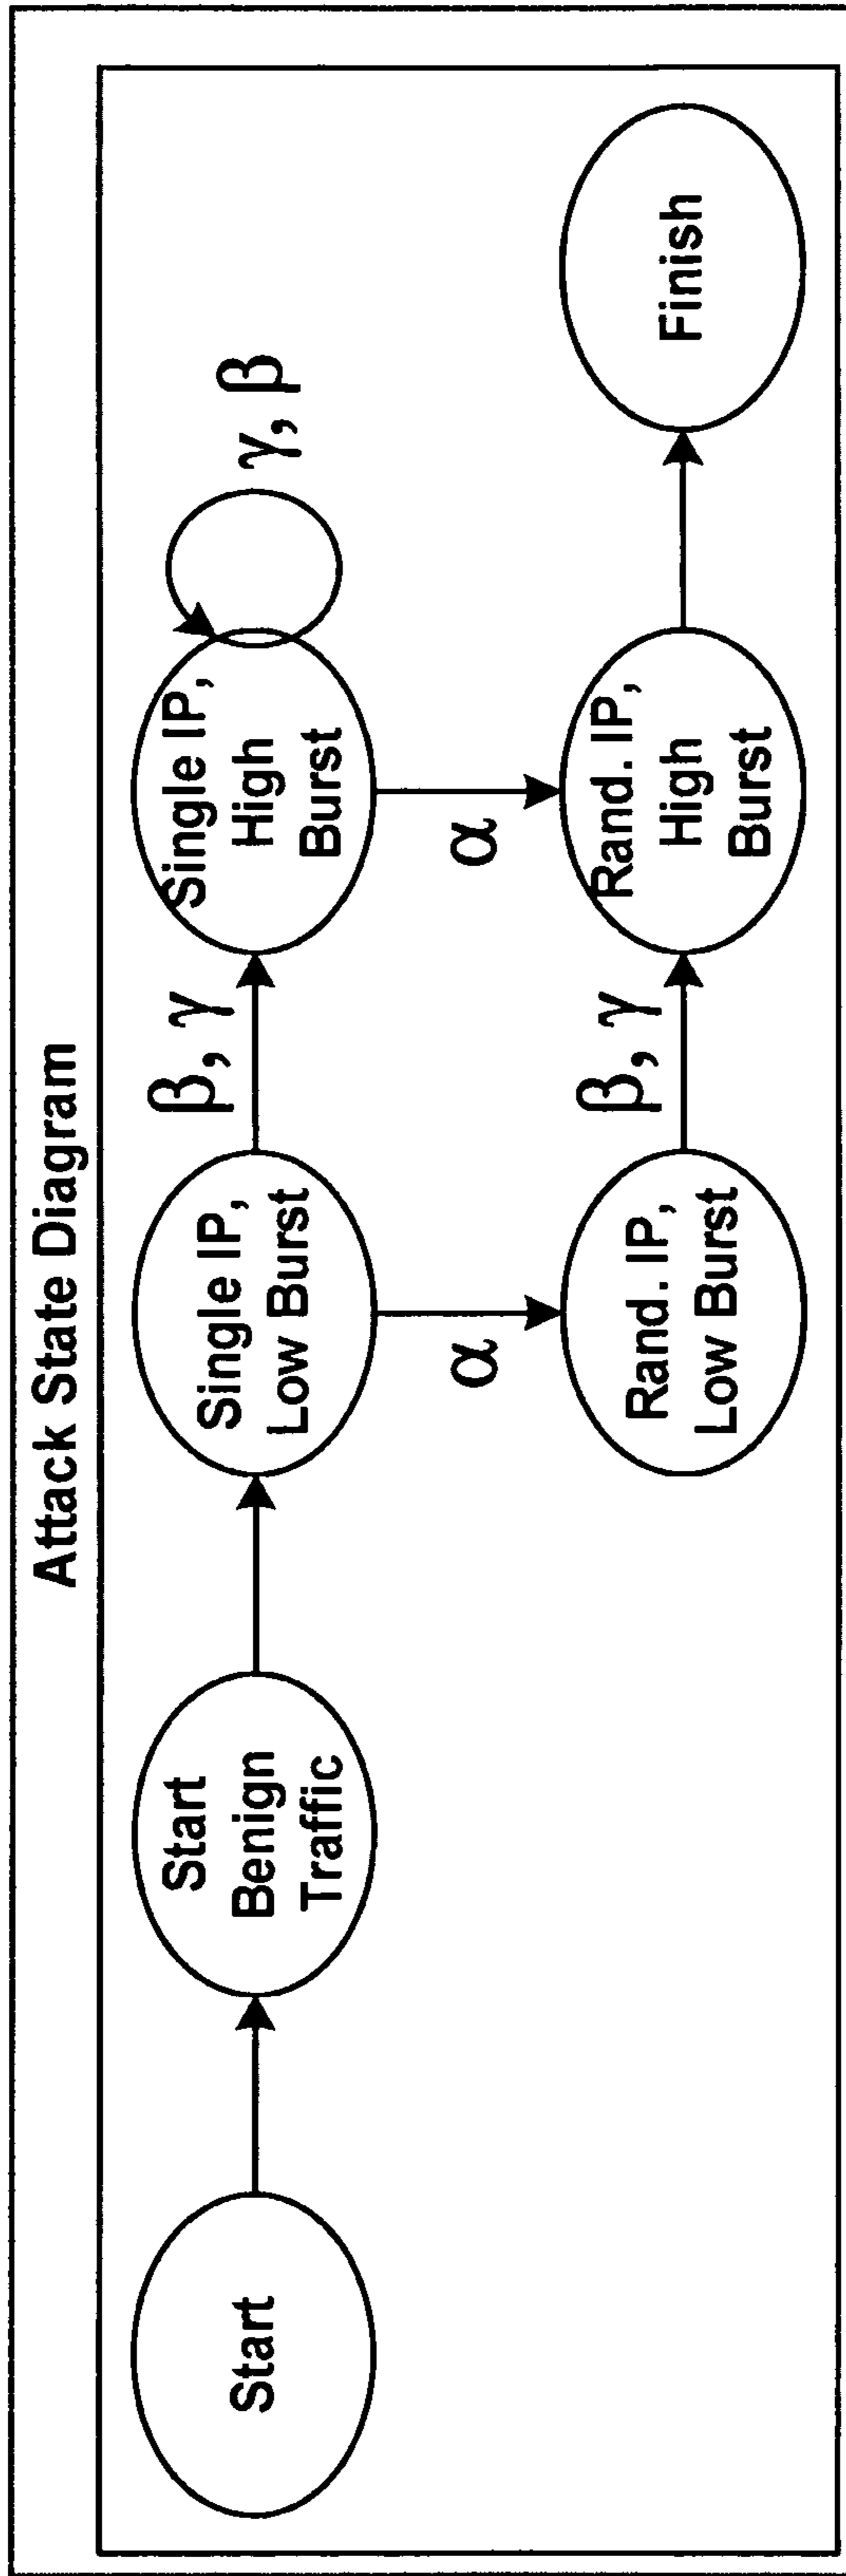 Attack State Diagram
Start
Start
Benign
Traffic
Single IP,
Low Burst
β, γ
Single IP,
High
Burst
γ, β
α
α
Rand. IP,
Low Burst
β, γ
Rand. IP,
High
Burst
Finish